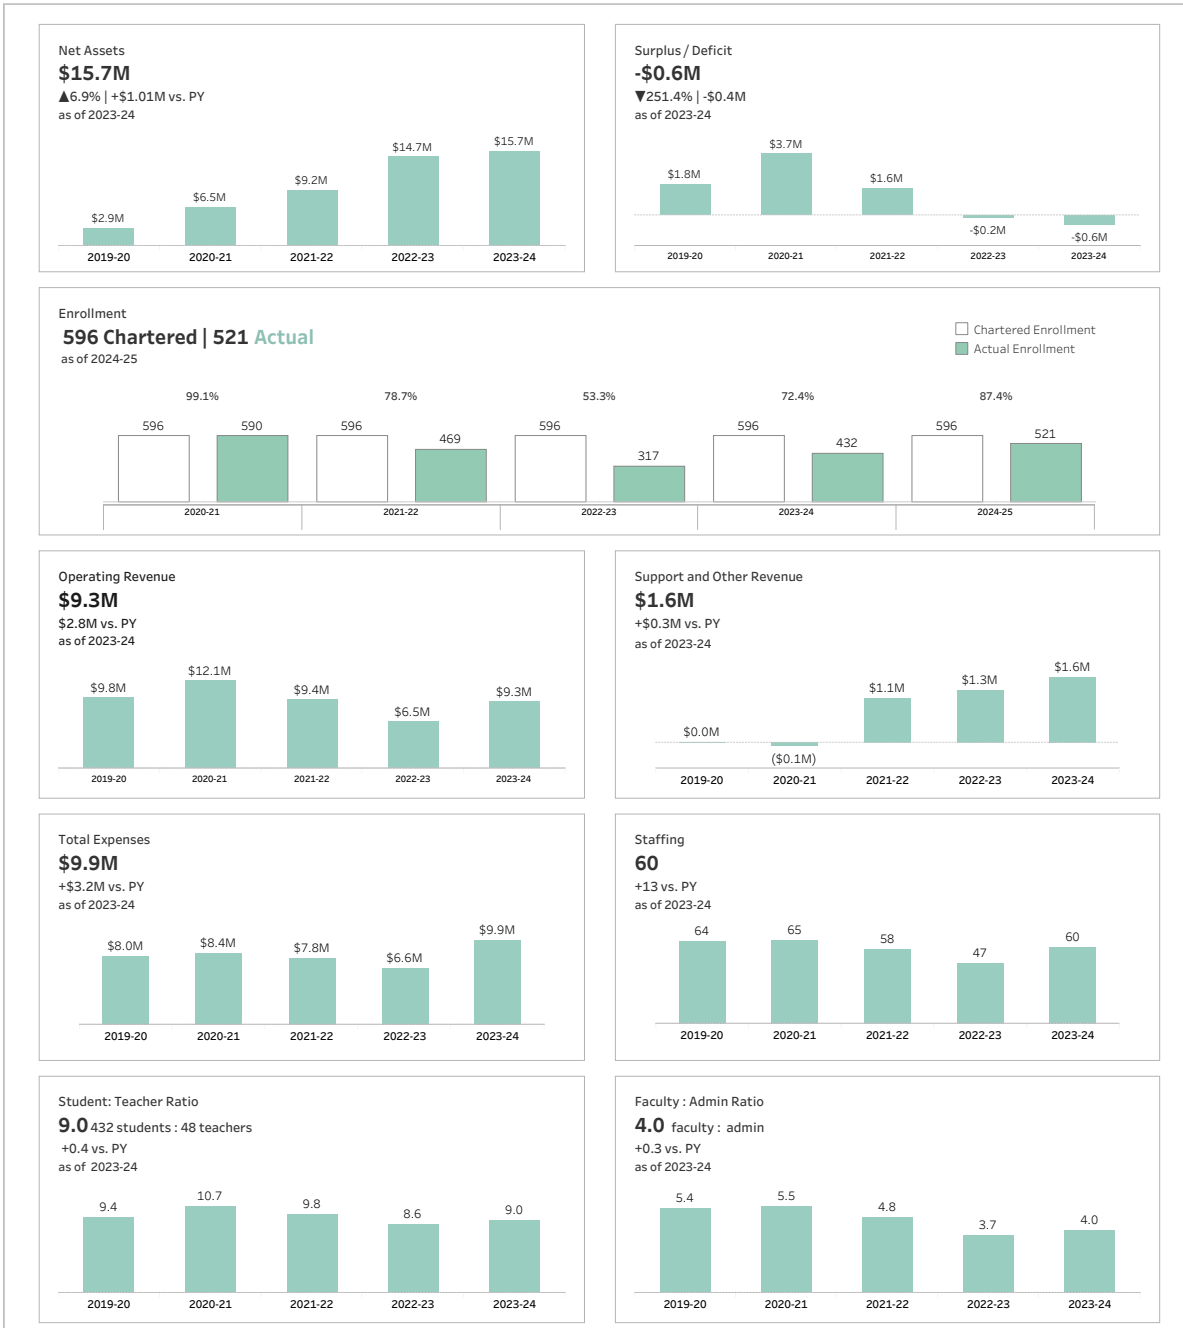 Net Assets
$15.7M
▲6.9% | +$1.01M vs. PY
as of 2023-24
$2.9M
$6.5M
$9.2M
$14.7M
$15.7M
2019-20 2020-21 2021-22 2022-23 2023-24
Surplus / Deficit
-$0.6M
▼251.4% | -$0.4M
as of 2023-24
$1.8M
$3.7M
$1.6M
-$0.2M
-$0.6M
2019-20 2020-21 2021-22 2022-23 2023-24
Enrollment
596 Chartered | 521 Actual
as of 2024-25
Chartered Enrollment
Actual Enrollment
99.1% 78.7% 53.3% 72.4% 87.4%
596 590 596 469 596 317 596 432 596 521
2020-21 2021-22 2022-23 2023-24 2024-25
Operating Revenue
$9.3M
$2.8M vs. PY
as of 2023-24
$9.8M $12.1M $9.4M $6.5M $9.3M
2019-20 2020-21 2021-22 2022-23 2023-24
Support and Other Revenue
$1.6M
+$0.3M vs. PY
as of 2023-24
$0.0M ($0.1M) $1.1M $1.3M $1.6M
2019-20 2020-21 2021-22 2022-23 2023-24
Total Expenses
$9.9M
+$3.2M vs. PY
as of 2023-24
$8.0M $8.4M $7.8M $6.6M $9.9M
2019-20 2020-21 2021-22 2022-23 2023-24
Staffing
60
+13 vs. PY
as of 2023-24
64 65 58 47 60
2019-20 2020-21 2021-22 2022-23 2023-24
Student: Teacher Ratio
9.0 432 students : 48 teachers
+0.4 vs. PY
as of 2023-24
9.4 10.7 9.8 8.6 9.0
2019-20 2020-21 2021-22 2022-23 2023-24
Faculty : Admin Ratio
4.0 faculty : admin
+0.3 vs. PY
as of 2023-24
5.4 5.5 4.8 3.7 4.0
2019-20 2020-21 2021-22 2022-23 2023-24